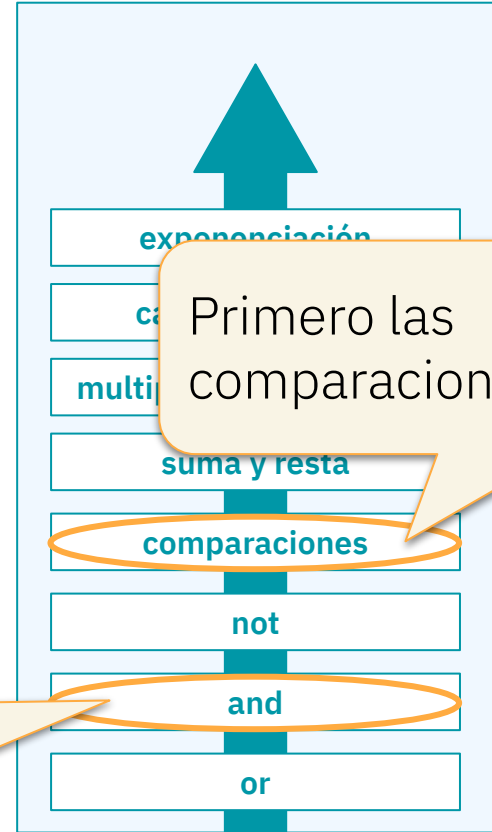 exponenciación
Primero las
comparacion
multip
suma y resta
comparaciones
not
and
or